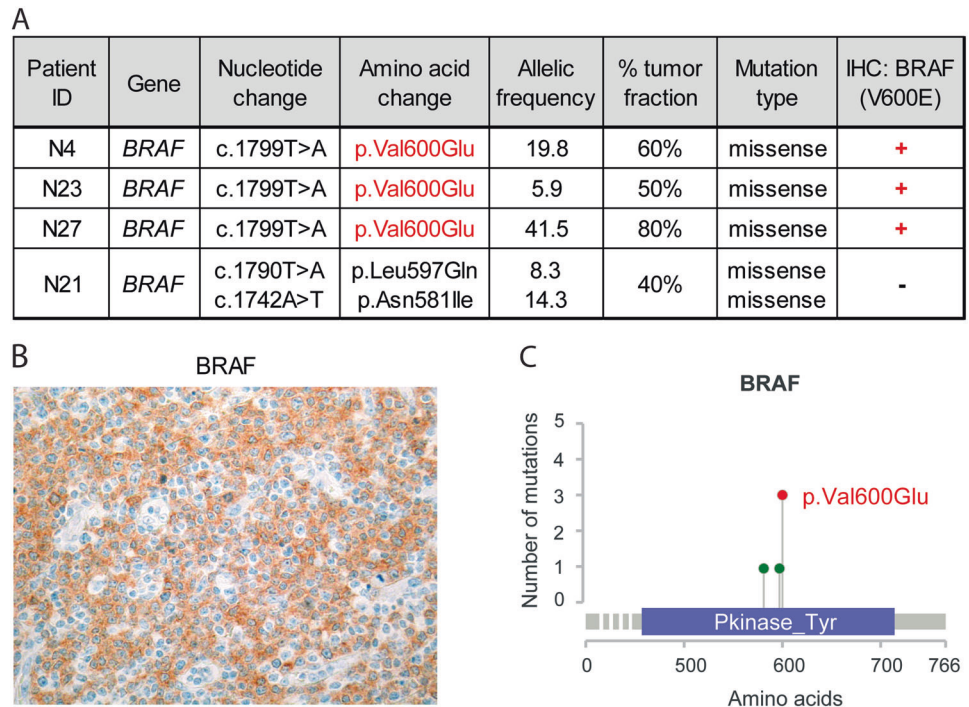 A
Patient ID Gene Nucleotide change Amino acid change Allelic frequency % tumor fraction Mutation type IHC: BRAF (V600E)
N4 BRAF c.1799T>A p.Val600Glu 19.8 60% missense +
N23 BRAF c.1799T>A p.Val600Glu 5.9 50% missense +
N27 BRAF c.1799T>A p.Val600Glu 41.5 80% missense +
N21 BRAF c.1790T>A p.Leu597Gln 8.3 40% missense -
c.1742A>T p.Asn581Ile 14.3 missense
B
BRAF
C
BRAF
Number of mutations
5
4
3
2
1
0
p.Val600Glu
Pkinase_Tyr
0 500 600 700 766
Amino acids